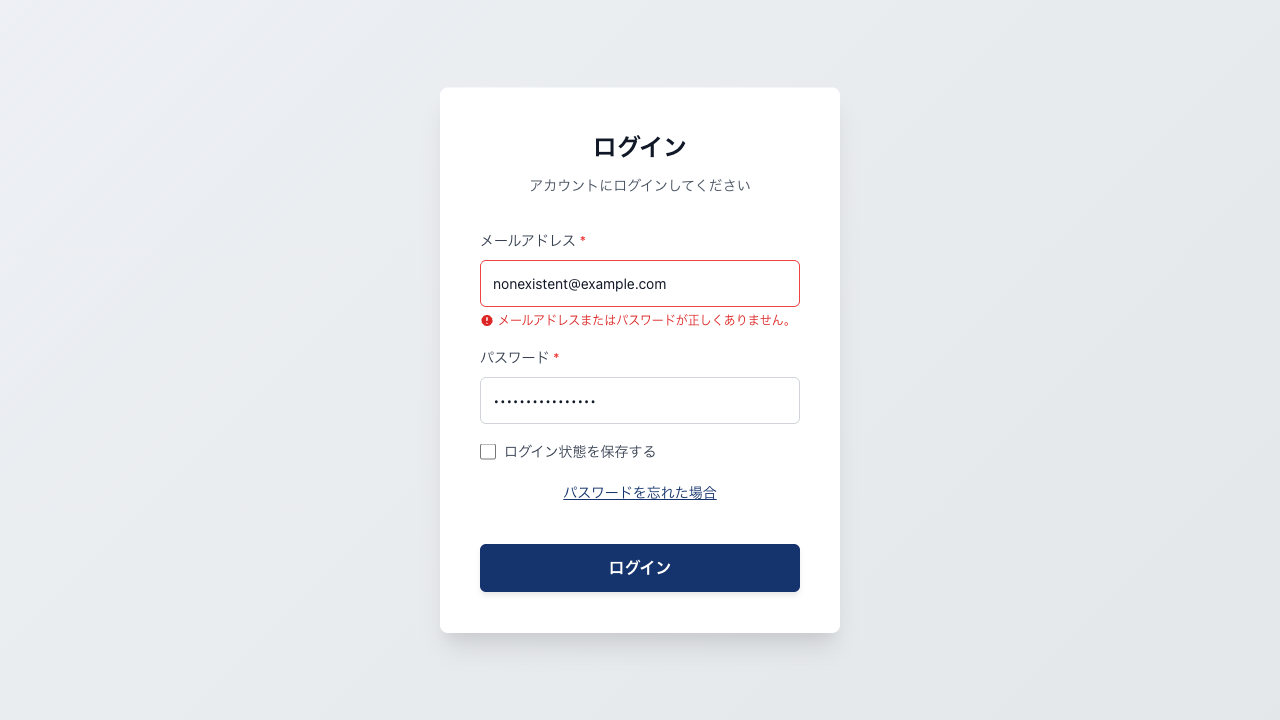 ログイン
アカウントにログインしてください
メールアドレス *
nonexistent@example.com
メールアドレスまたはパスワードが正しくありません。
パスワード *
••••••••••••••••
ログイン状態を保存する
パスワードを忘れた場合
ログイン